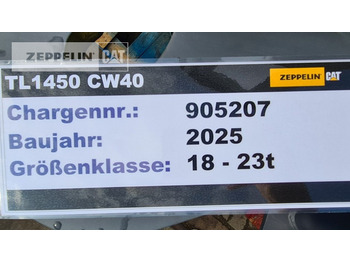 ZEPPELIN CAT
TL1450 CW40
ZEPPELIN CAT
Chargennr.: 905207
Baujahr: 2025
Größenklasse: 18 - 23t